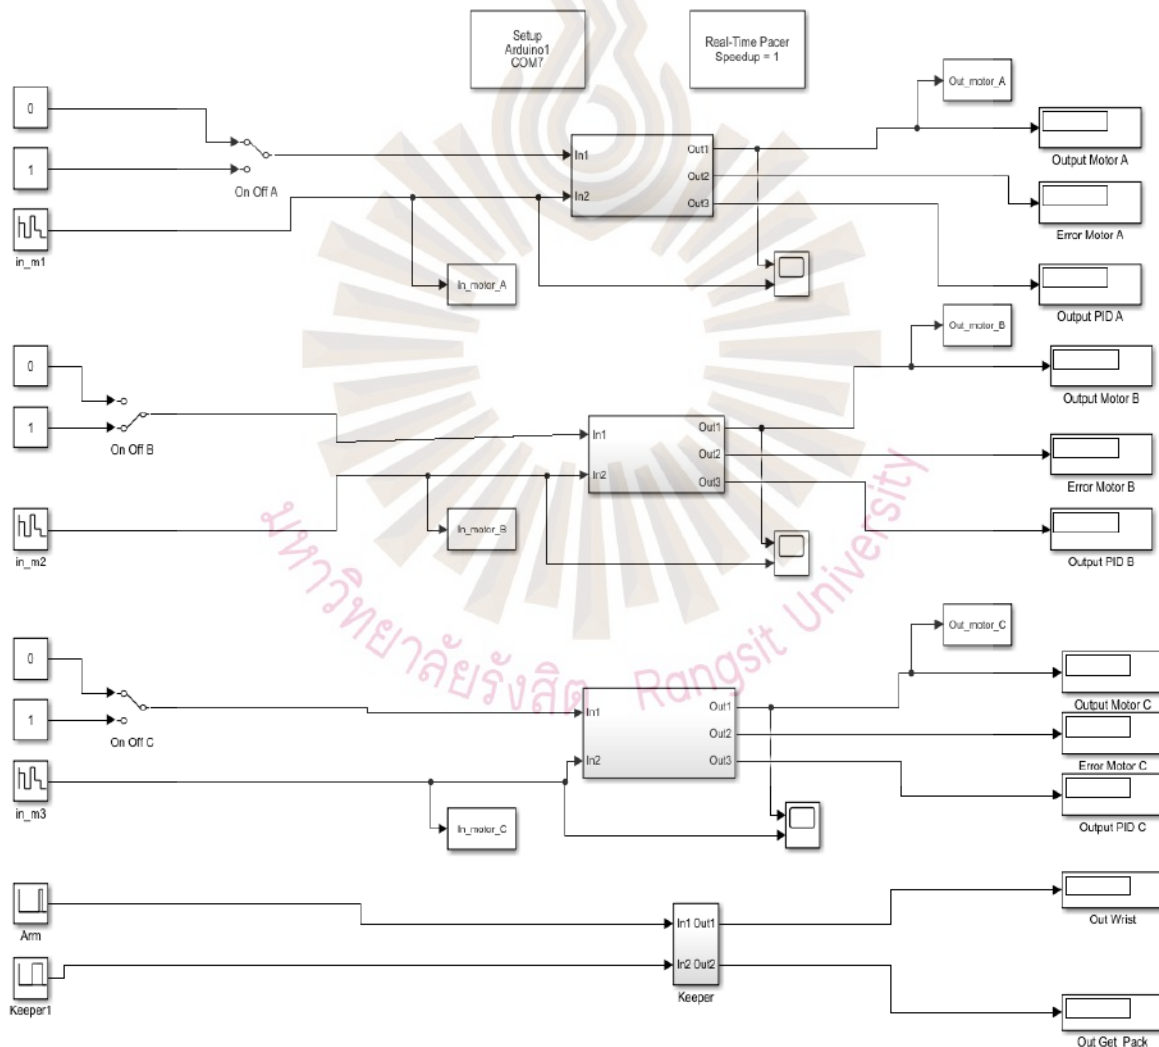 Setup
Arduino1
COM7
Real-Time Pacer
Speedup = 1
Out_motor_A
0
1
On Off A
in_m1
In1
In2
Out1
Out2
Out3
Output Motor A
Error Motor A
In_motor_A
Output PID A
Out_motor_B
0
1
On Off B
in_m2
In1
In2
Out1
Out2
Out3
Output Motor B
Error Motor B
In_motor_B
Output PID B
มหาวิทยาลัยรังสิต Rangsit University
Out_motor_C
0
1
On Off C
in_m3
In1
In2
Out1
Out2
Out3
Output Motor C
Error Motor C
In_motor_C
Output PID C
Arm
Keeper1
In1 Out1
In2 Out2
Keeper
Out Wrist
Out Get_Pack